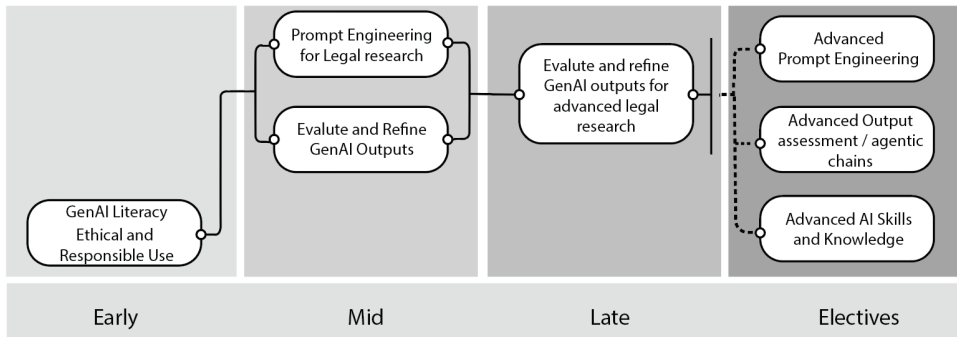 GenAI Literacy
Ethical and
Responsible Use
Prompt Engineering
for Legal research
Evalute and Refine
GenAI Outputs
Evalute and refine
GenAI outputs for
advanced legal
research
Advanced
Prompt Engineering
Advanced Output
assessment / agentic
chains
Advanced AI Skills
and Knowledge
Early
Mid
Late
Electives